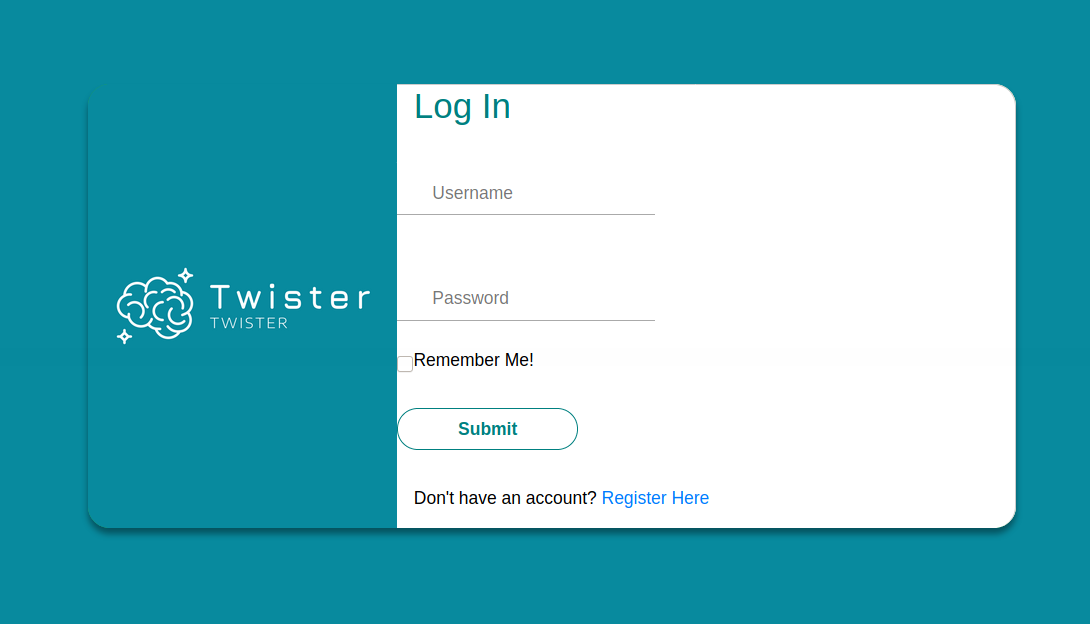 Log In
Username
Twister
TWISTER
Password
Remember Me!
Submit
Don't have an account? Register Here